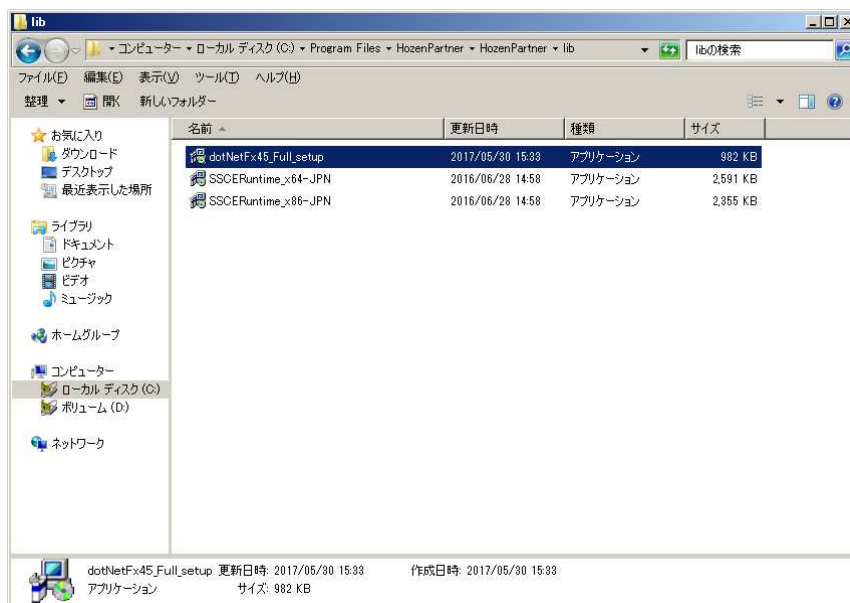 lib
コンピューター ▾ ローカル ディスク (C:) ▾ Program Files ▾ HozenPartner ▾ HozenPartner ▾ lib
libの検索
ファイル(F) 編集(E) 表示(V) ツール(T) ヘルプ(H)
整理 ▼ 開く 新しいフォルダー
お気に入り
ダウンロード
デスクトップ
最近表示した場所
ライブラリ
ドキュメント
ピクチャ
ビデオ
ミュージック
ホームグループ
コンピューター
ローカル ディスク (C:)
ボリューム (D:)
ネットワーク
名前 更新日時 種類 サイズ
dotNetFx45_Full_setup 2017/05/30 15:33 アプリケーション 982 KB
SSCERuntime_x64-JPN 2016/06/28 14:58 アプリケーション 2,591 KB
SSCERuntime_x86-JPN 2016/06/28 14:58 アプリケーション 2,355 KB
dotNetFx45_Full_setup 更新日時: 2017/05/30 15:33 作成日時: 2017/05/30 15:33
アプリケーション サイズ: 982 KB